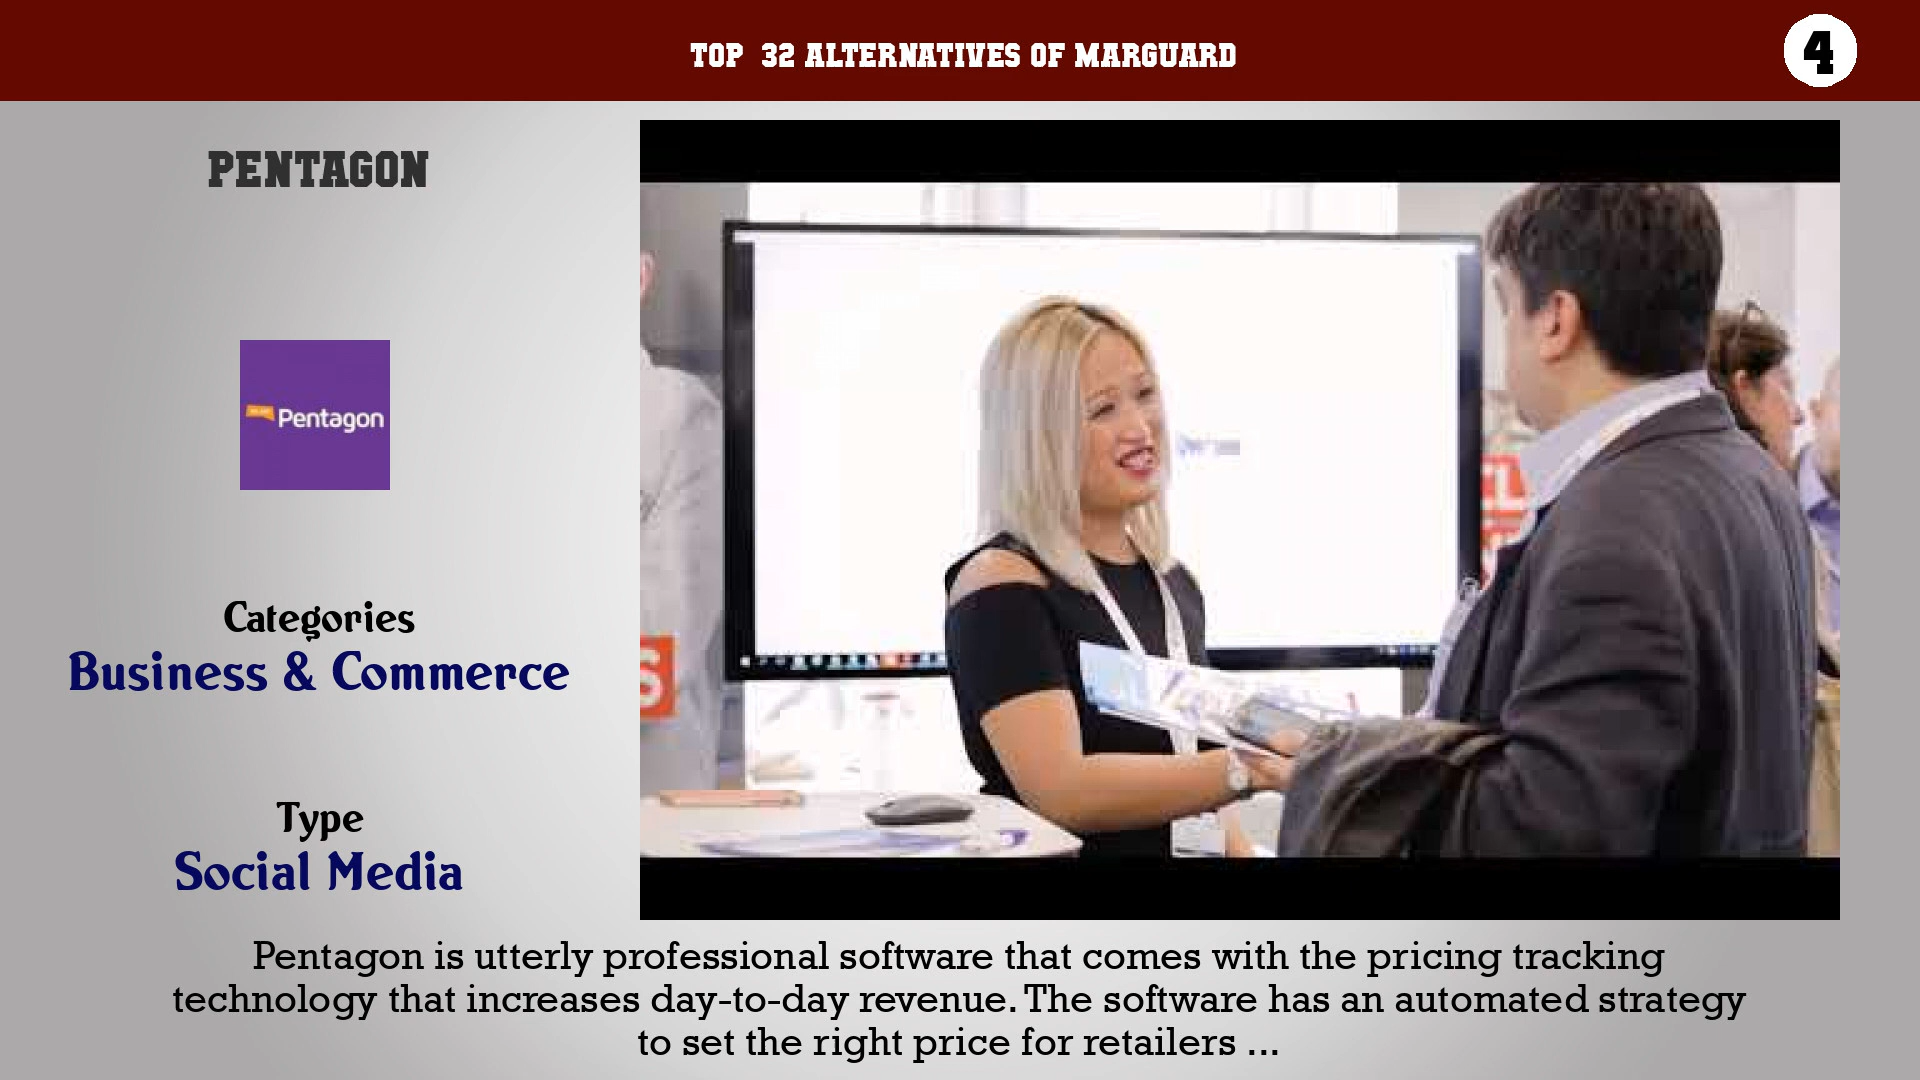 TOP 32 ALTERNATIVES OF MARGUARD
4
PENTAGON
Pentagon
Categories
Business & Commerce
Type
Social Media
S
Pentagon is utterly professional software that comes with the pricing tracking
technology that increases day-to-day revenue. The software has an automated strategy
to set the right price for retailers ...